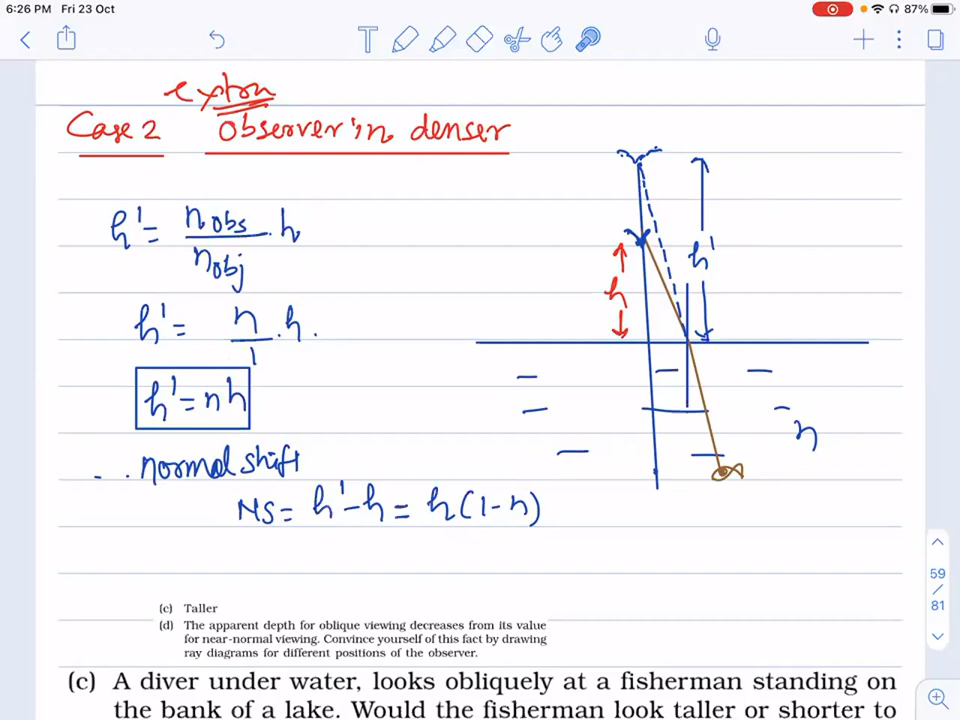 6:26 PM Fri 23 Oct
87%
Case 2 observer in denser
h' = n obs / n obj . h
h' = n / 1 . h .
h' = nh
normal shift
NS = h' - h = h(1-n)
h
h'
n
(c) Taller
(d) The apparent depth for oblique viewing decreases from its value
for near-normal viewing. Convince yourself of this fact by drawing
ray diagrams for different positions of the observer.
(c) A diver under water, looks obliquely at a fisherman standing on
the bank of a lake. Would the fisherman look taller or shorter to
59
/
81